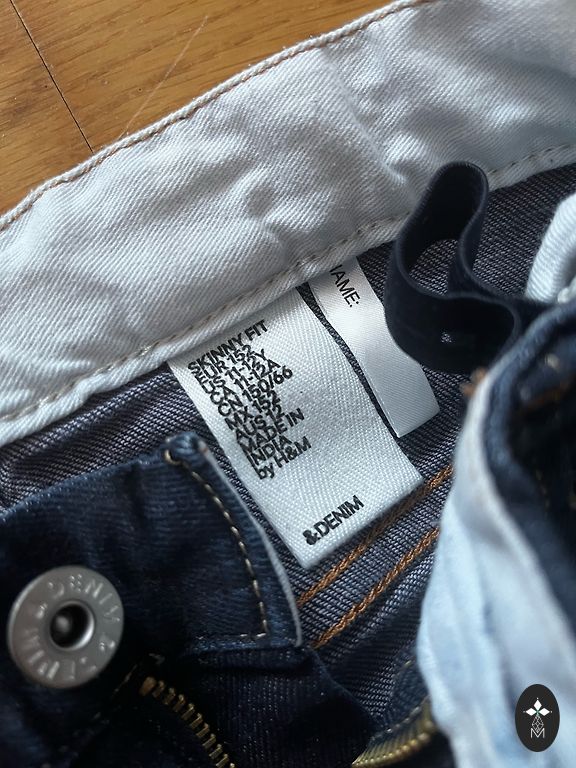 NAME:
SKINNY FIT
EUR 152
US 11-12Y
CA 11-12A
CN 150/66
MX 152
AUS 12
MADE IN
INDIA
by H&M
&DENIM